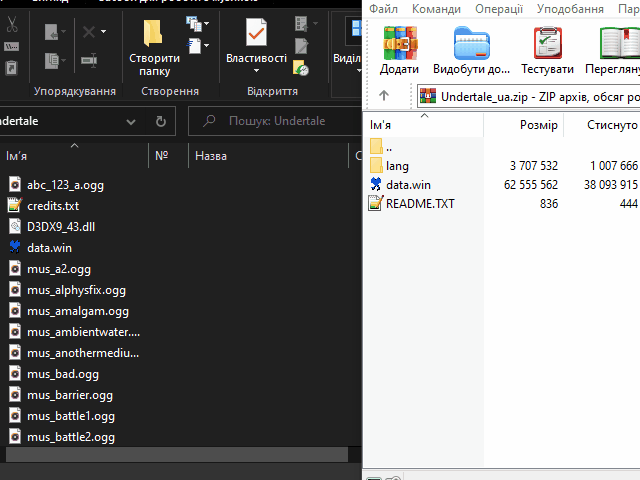 Створити
папку
Властивості
Виділ
Упорядкування
Створення
Відкриття
ndertale
Пошук: Undertale
Ім'я
№
Назва
abc_123_a.ogg
credits.txt
D3DX9_43.dll
data.win
mus_a2.ogg
mus_alphysfix.ogg
mus_amalgam.ogg
mus_ambientwater....
mus_anothermediu...
mus_bad.ogg
mus_barrier.ogg
mus_battle1.ogg
mus_battle2.ogg
Файл Команди Операції Уподобання Пар
Додати
Видобути до...
Тестувати
Переглянути
Undertale_ua.zip - ZIP архів, обсяг ро
Ім'я Розмір Стиснуто
..
lang 3 707 532 1 007 666
data.win 62 555 562 38 093 915
README.TXT 836 444